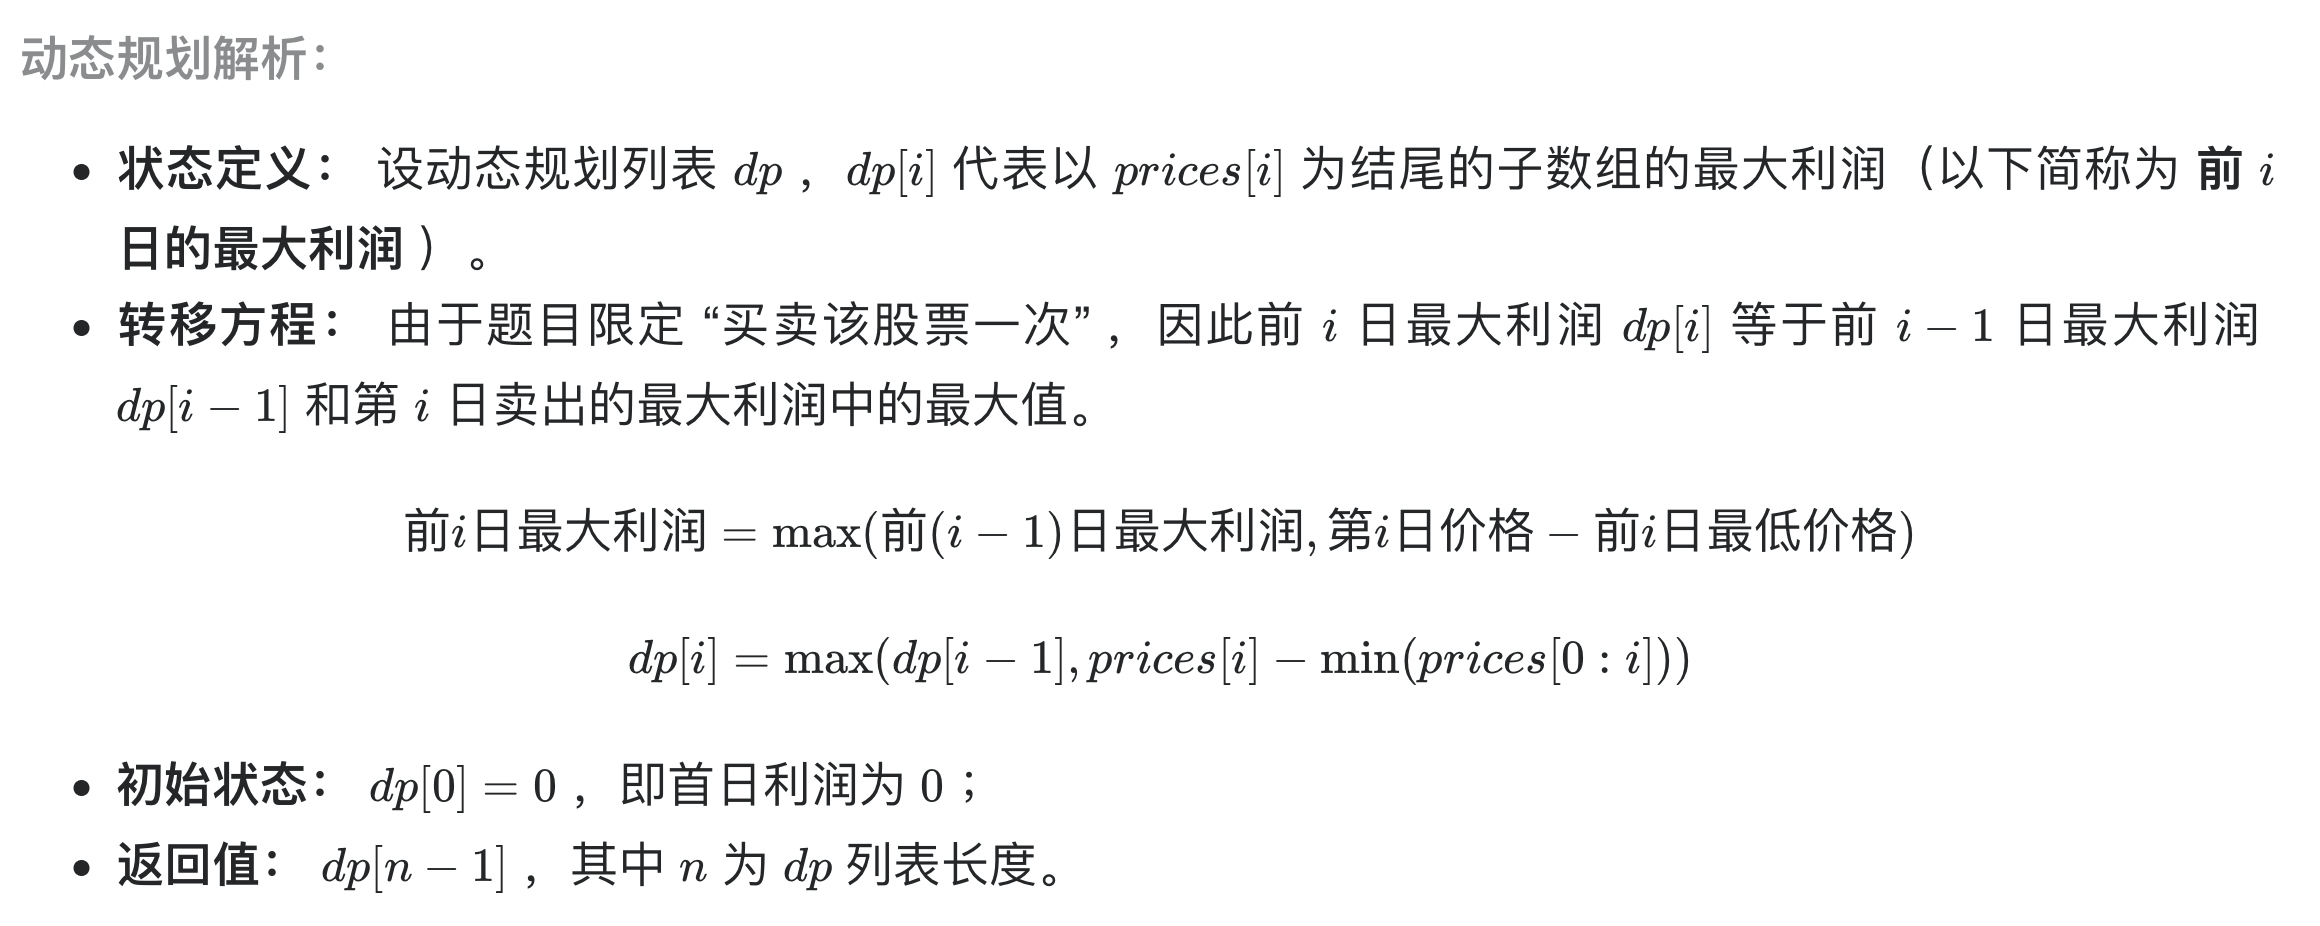 动态规划解析：
• 状态定义： 设动态规划列表 dp ，dp[i] 代表以 prices[i] 为结尾的子数组的最大利润（以下简称为 前 i
日的最大利润 ）。
• 转移方程： 由于题目限定 “买卖该股票一次” ，因此前 i 日最大利润 dp[i] 等于前 i − 1 日最大利润
dp[i − 1] 和第 i 日卖出的最大利润中的最大值。
前i日最大利润 = max(前(i − 1)日最大利润, 第i日价格 − 前i日最低价格)
dp[i] = max(dp[i − 1], prices[i] − min(prices[0 : i]))
• 初始状态： dp[0] = 0 ，即首日利润为 0 ；
• 返回值： dp[n − 1] ，其中 n 为 dp 列表长度。